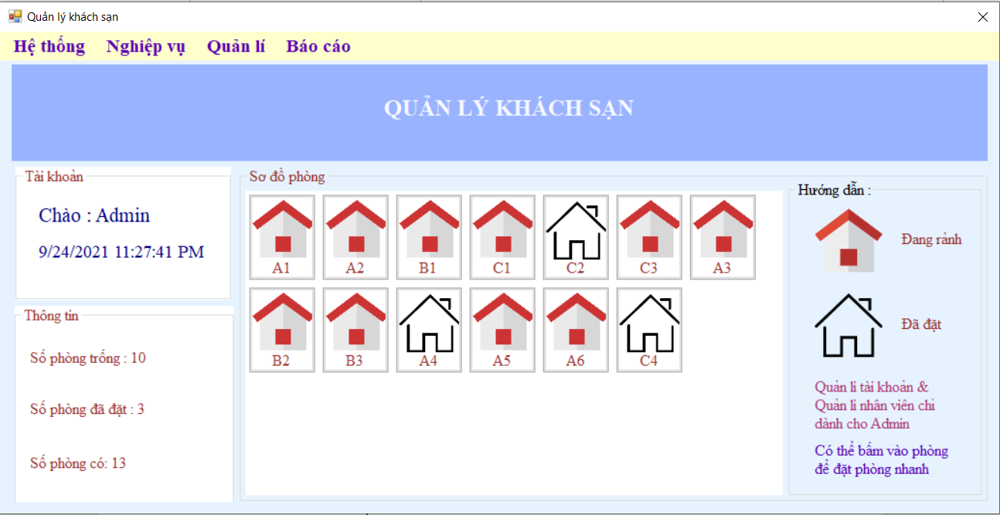 Quản lý khách sạn
Hệ thống Nghiệp vụ Quản lí Báo cáo
QUẢN LÝ KHÁCH SẠN
Tài khoản
Chào : Admin
9/24/2021 11:27:41 PM
Thông tin
Số phòng trống : 10
Số phòng đã đặt : 3
Số phòng có: 13
Sơ đồ phòng
A1 A2 B1 C1 C2 C3 A3
B2 B3 A4 A5 A6 C4
Hướng dẫn :
Đang rảnh
Đã đặt
Quản lí tài khoản &
Quản lí nhân viên chỉ
dành cho Admin
Có thể bấm vào phòng
để đặt phòng nhanh